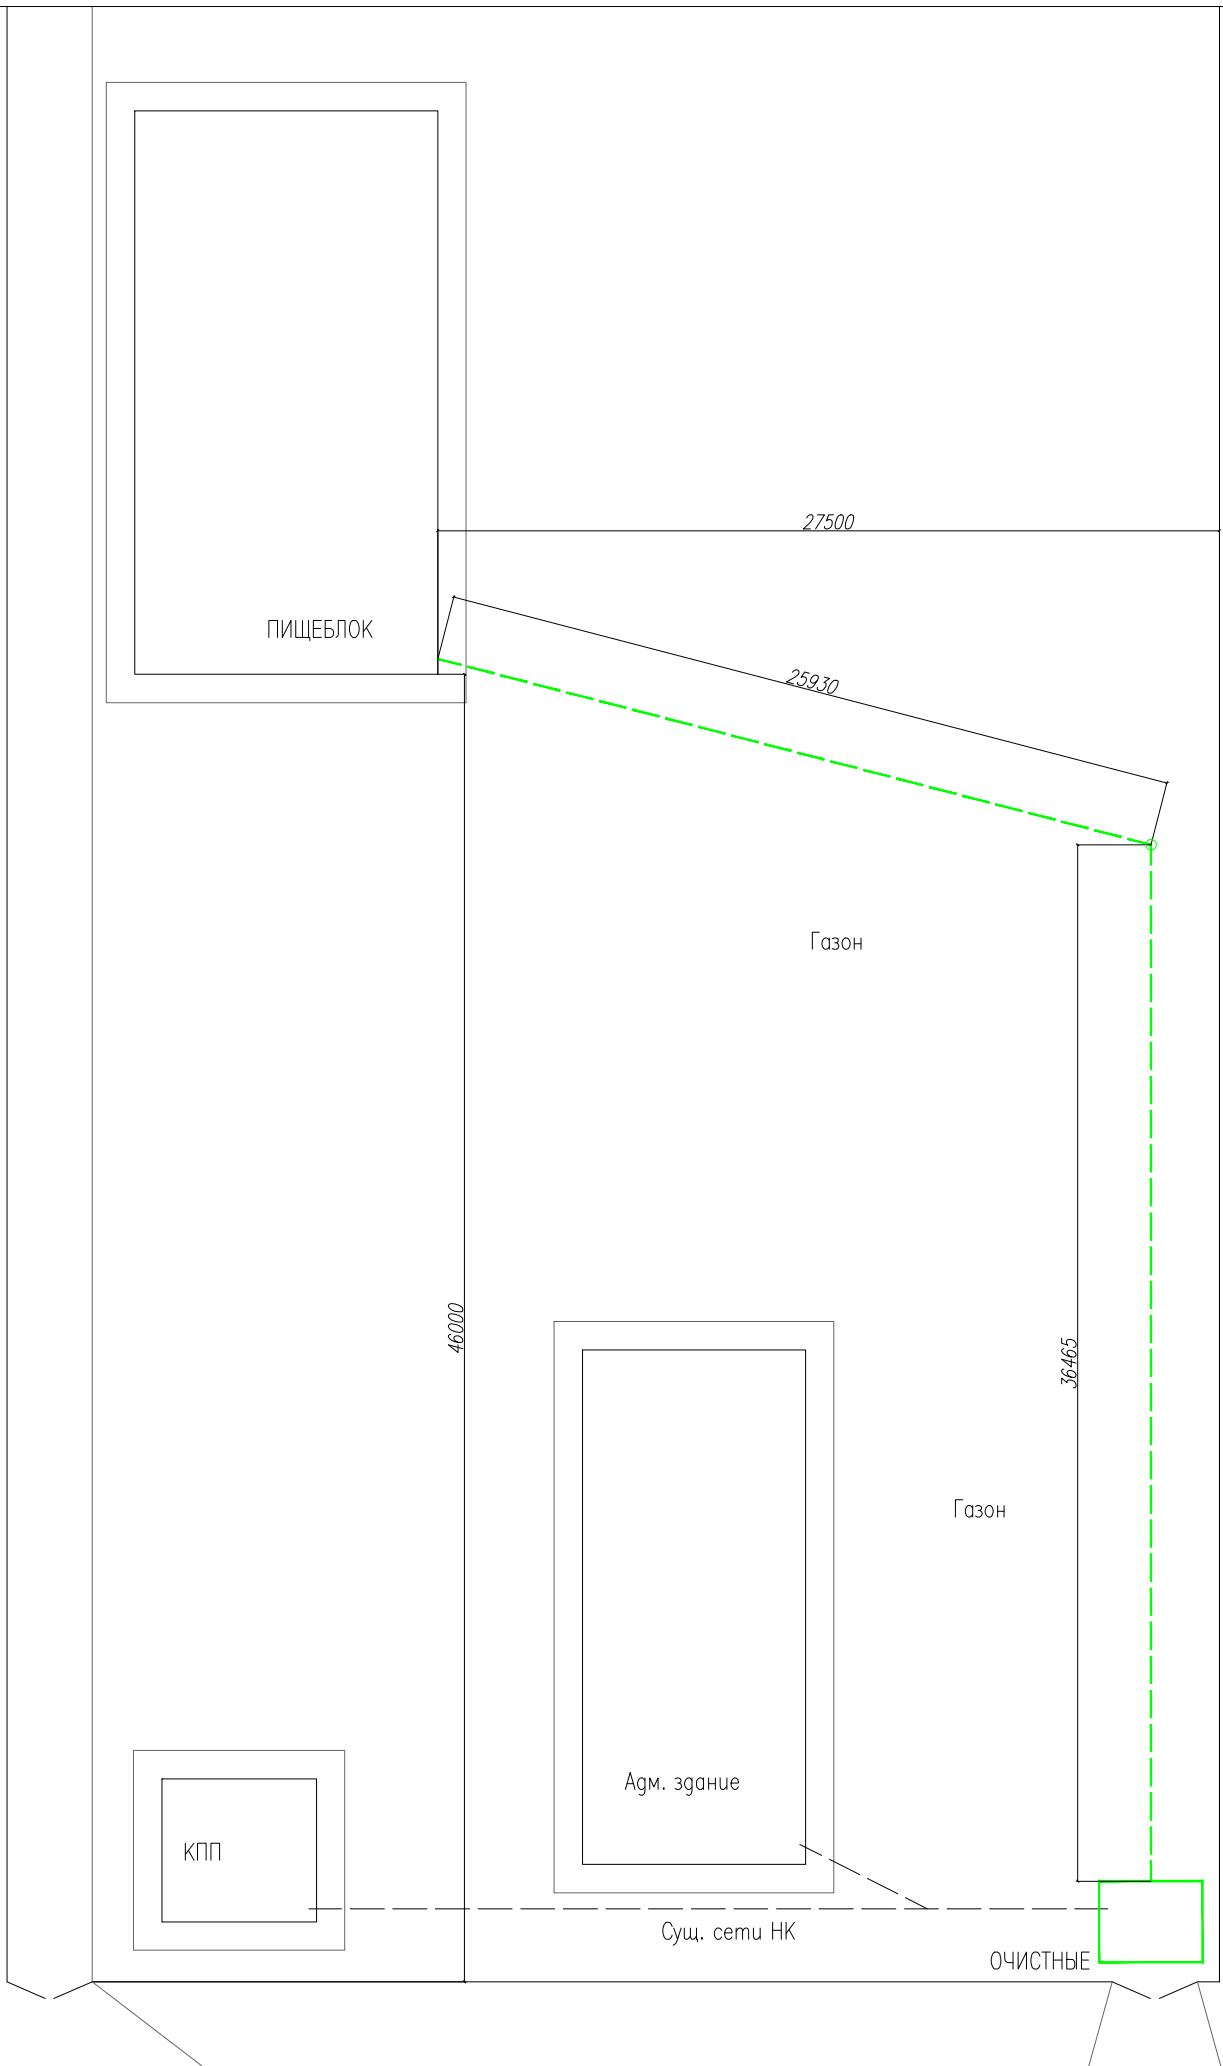 27500
ПИЩЕБЛОК
25930
Газон
46000
36465
Газон
Адм. здание
КПП
Сущ. сети НК
ОЧИСТНЫЕ